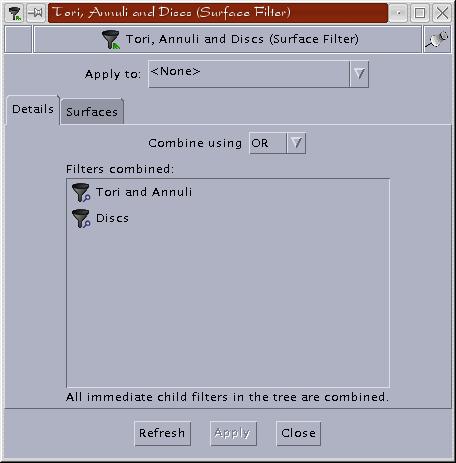 Tori, Annuli and Discs (Surface Filter)
Tori, Annuli and Discs (Surface Filter)
Apply to: <None>
Details Surfaces
Combine using OR
Filters combined:
Tori and Annuli
Discs
All immediate child filters in the tree are combined.
Refresh Apply Close